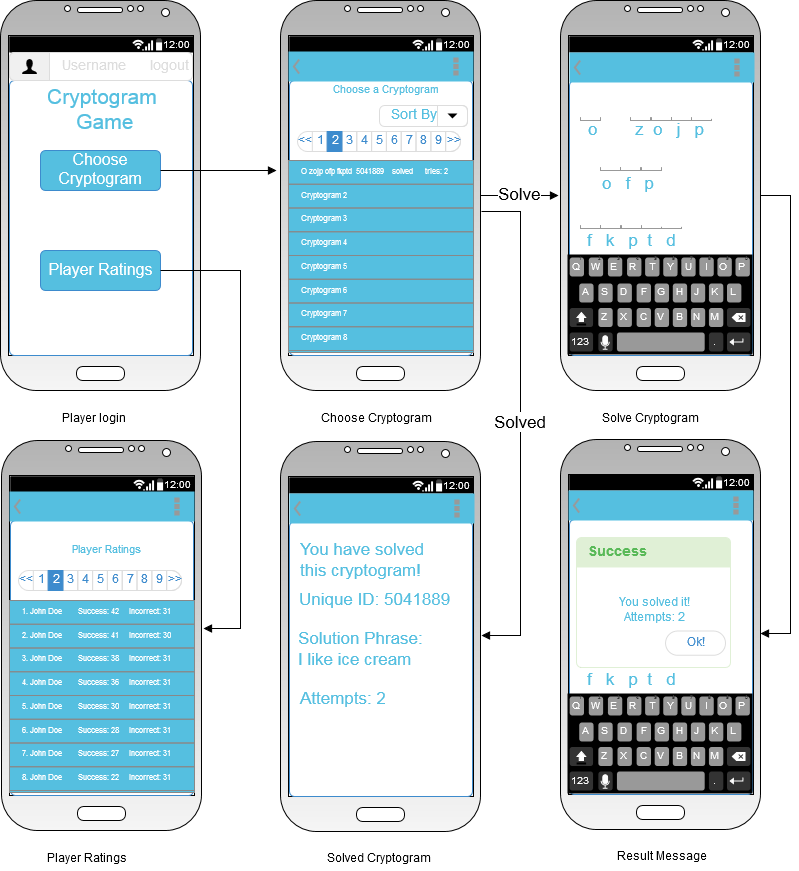 12:00
Username logout
Cryptogram
Game
Choose
Cryptogram
Player Ratings
Player login
12:00
Choose a Cryptogram
Sort By
<< 1 2 3 4 5 6 7 8 9 >>
O zojp ofp fkptd 5041889 solved tries: 2
Cryptogram 2
Cryptogram 3
Cryptogram 4
Cryptogram 5
Cryptogram 6
Cryptogram 7
Cryptogram 8
Choose Cryptogram
Solve
Solved
12:00
o z o j p
o f p
f k p t d
Q W E R T Y U I O P
A S D F G H J K L
Z X C V B N M
123 .
Solve Cryptogram
12:00
Player Ratings
<< 1 2 3 4 5 6 7 8 9 >>
1. John Doe Success: 42 Incorrect: 31
2. John Doe Success: 41 Incorrect: 30
3. John Doe Success: 38 Incorrect: 31
4. John Doe Success: 36 Incorrect: 31
5. John Doe Success: 30 Incorrect: 31
6. John Doe Success: 28 Incorrect: 31
7. John Doe Success: 27 Incorrect: 31
8. John Doe Success: 22 Incorrect: 31
Player Ratings
12:00
You have solved
this cryptogram!
Unique ID: 5041889
Solution Phrase:
I like ice cream
Attempts: 2
Solved Cryptogram
12:00
Success
You solved it!
Attempts: 2
Ok!
f k p t d
Q W E R T Y U I O P
A S D F G H J K L
Z X C V B N M
123 .
Result Message